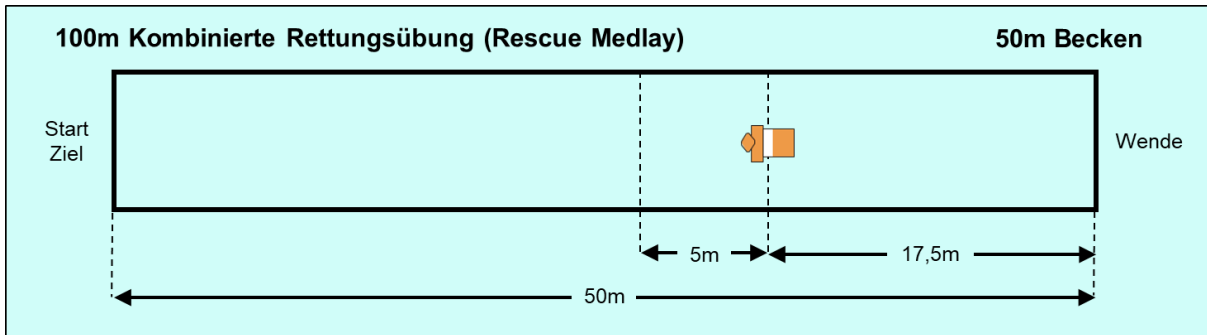 100m Kombinierte Rettungsübung (Rescue Medlay)
50m Becken
Start
Ziel
Wende
5m
17,5m
50m